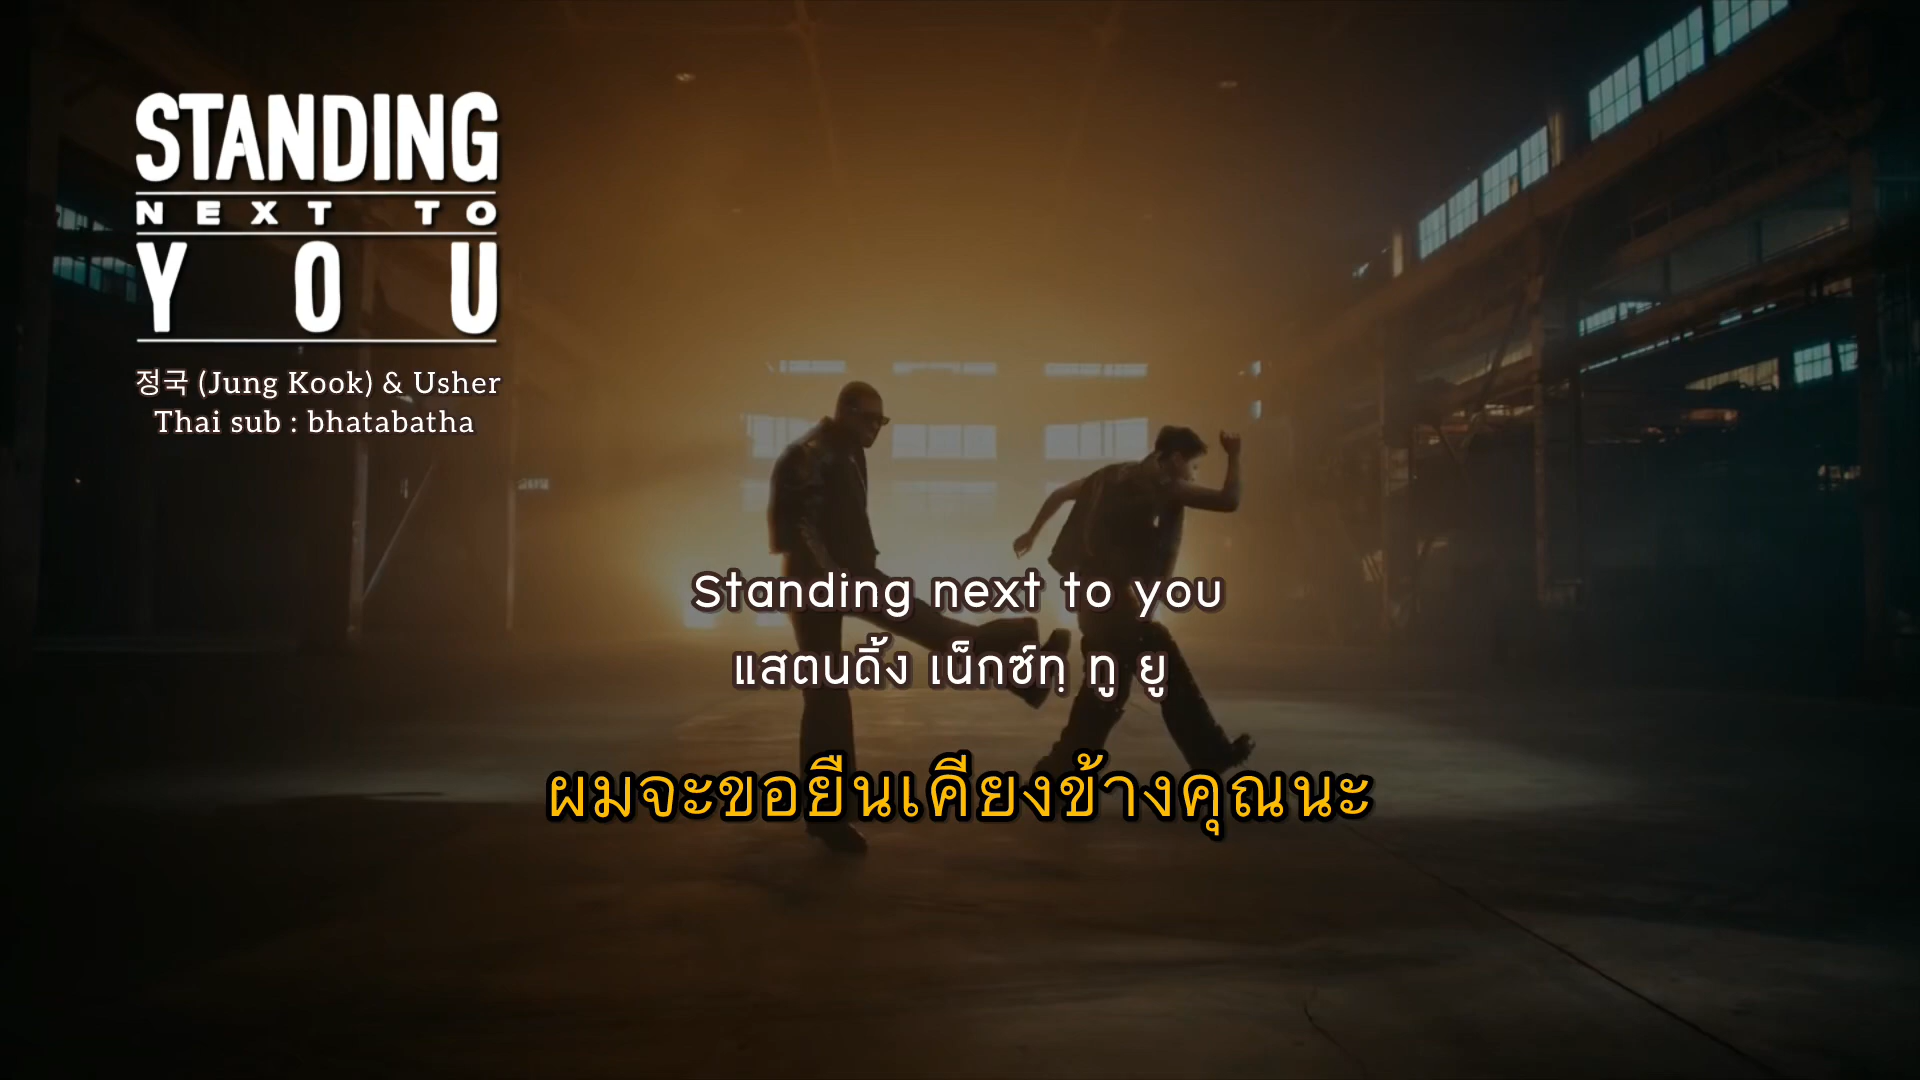 STANDING
NEXT TO
YOU
정국 (Jung Kook) & Usher
Thai sub : bhatabatha
Standing next to you
แสตนดิ้ง เน็กซ์ทฺ ทู ยู
ผมจะขอยืนเคียงข้างคุณนะ